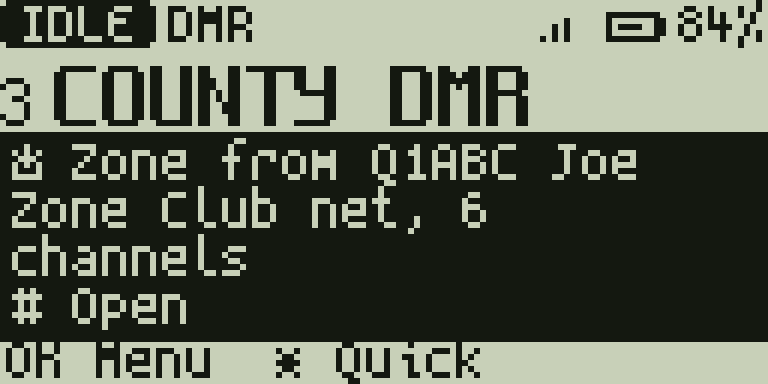 IDLE DMR 84%
3 COUNTY DMR
Zone from Q1ABC Joe
Zone Club net, 6
channels
# Open
OK Menu * Quick